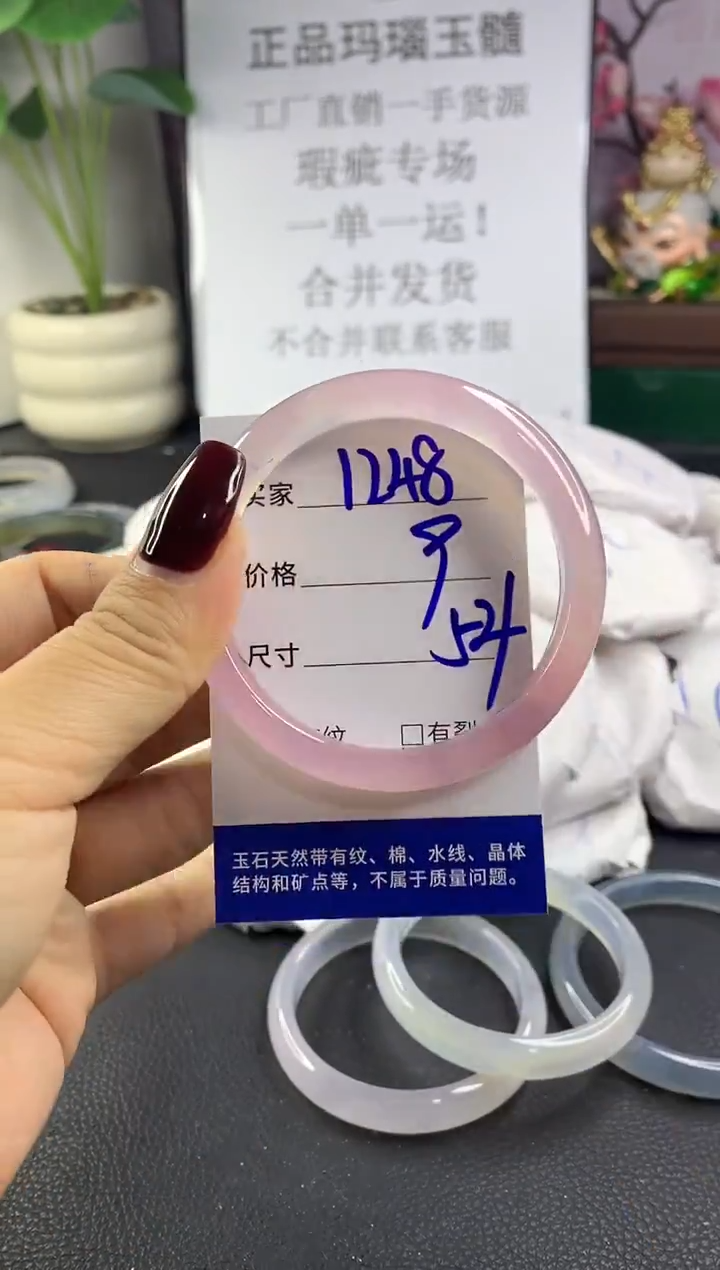 正品玛瑙玉髓
工厂直销一手货源
瑕疵专场
一单一运！
合并发货
不合并联系客服
买家 1248
价格 9
尺寸 54
纹 □有裂
玉石天然带有纹、棉、水线、晶体
结构和矿点等，不属于质量问题。